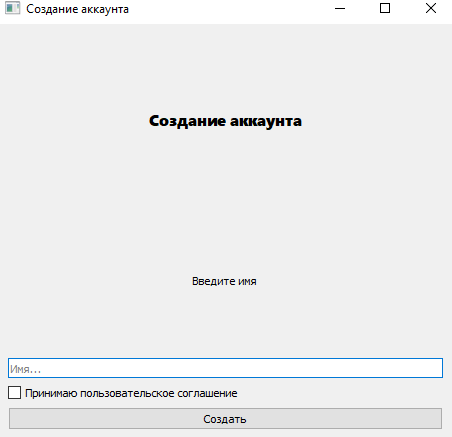 Создание аккаунта
Создание аккаунта
Введите имя
Имя...
Принимаю пользовательское соглашение
Создать